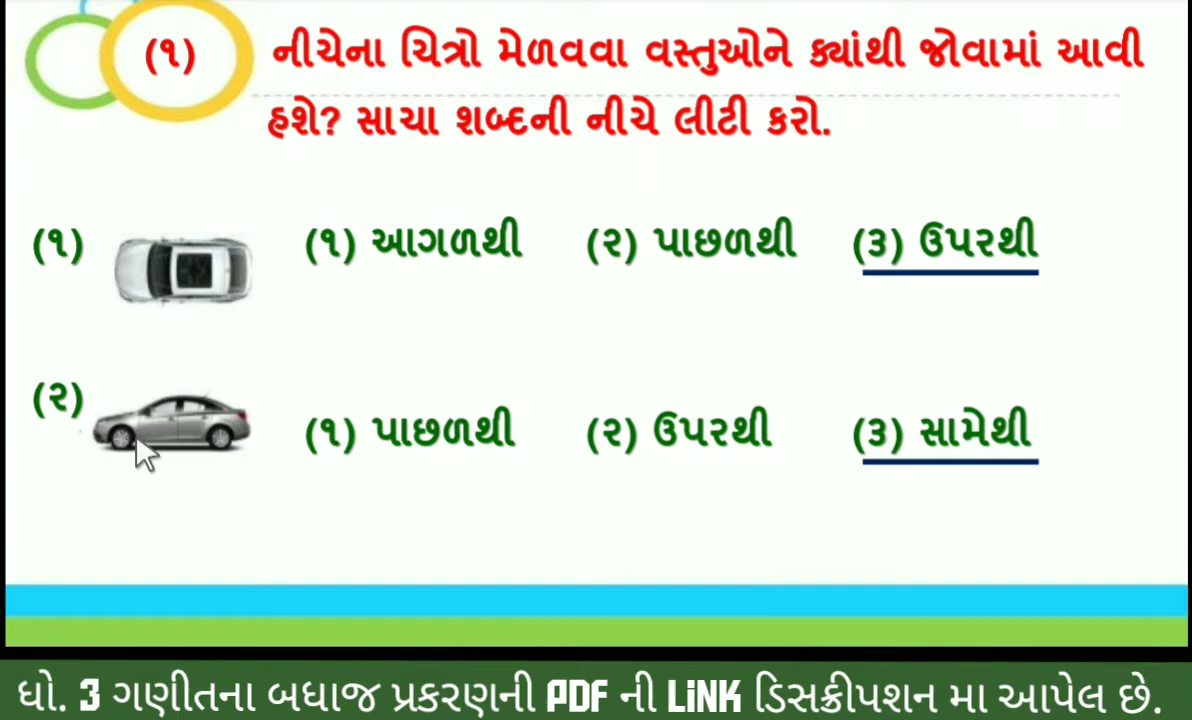 (૧) નીચેના ચિત્રો મેળવવા વસ્તુઓને ક્યાંથી જોવામાં આવી
હશે? સાચા શબ્દની નીચે લીટી કરો.
(૧) (૧) આગળથી (૨) પાછળથી (૩) ઉપરથી
(૨) (૧) પાછળથી (૨) ઉપરથી (૩) સામેથી
ધો. 3 ગણીતના બધાજ પ્રકરણની PDF ની LiNK ડિસક્રીપશન મા આપેલ છે.